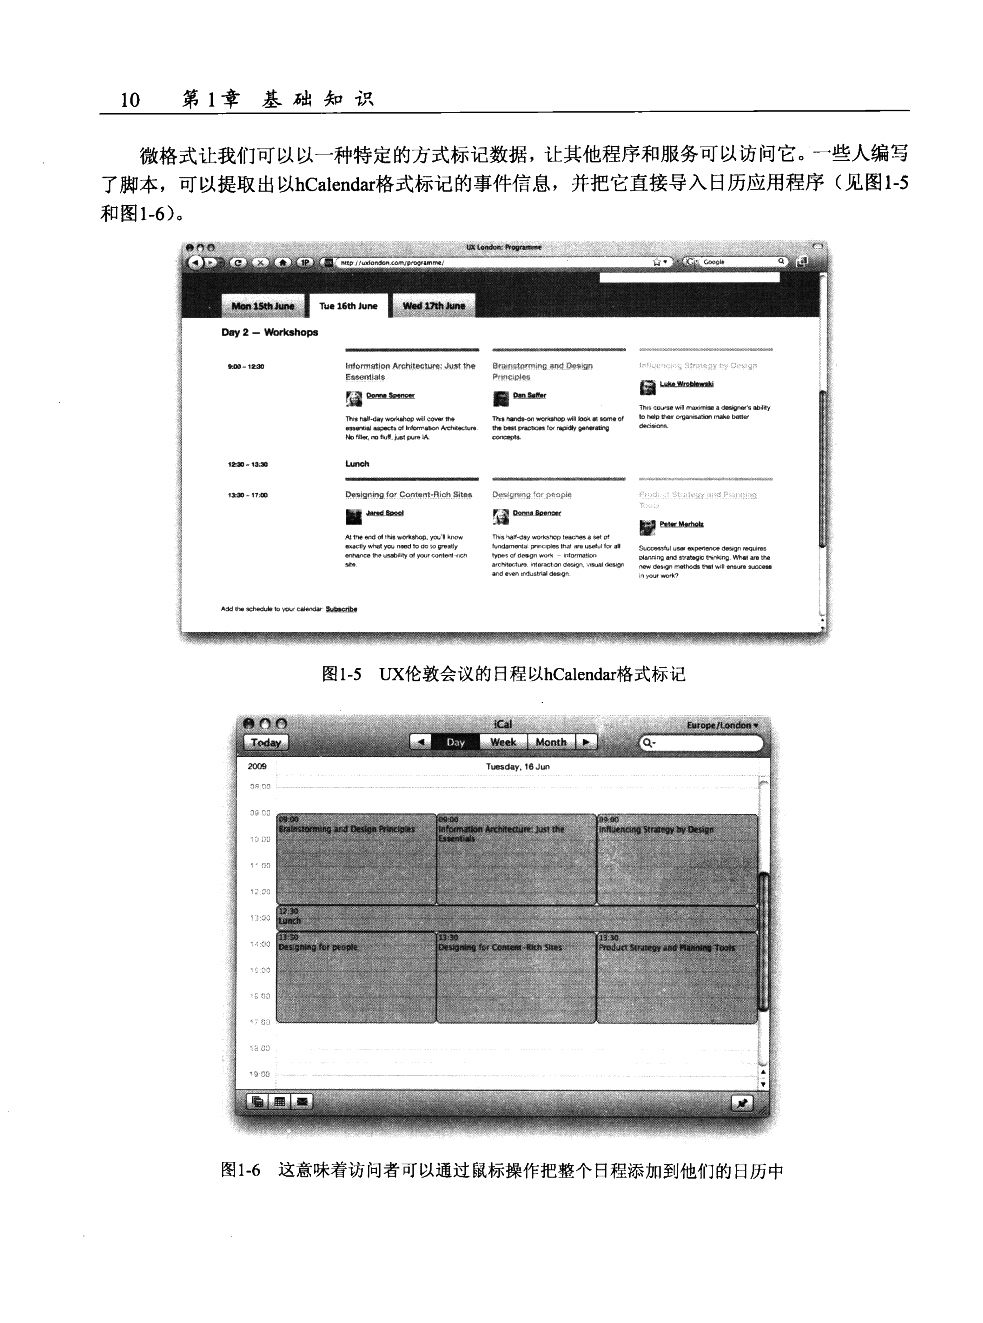 10 第1章 基础知识
微格式让我们可以以一种特定的方式标记数据，让其他程序和服务可以访问它。一些人编写
了脚本，可以提取出以hCalendar格式标记的事件信息，并把它直接导入日历应用程序（见图1-5
和图1-6）。
UX London: Programme
http://uxlondon.com/programme/
Google
Mon 15th June Tue 16th June Wed 17th June
Day 2 — Workshops
9:00 - 12:30
Information Architecture: Just the
Essentials
Donna Spencer
This half-day workshop will cover the
essential aspects of Information Architecture.
No filler, no fluff, just pure IA.
Brainstorming and Design
Principles
Dan Saffer
This hands-on workshop will look at some of
the best practices for rapidly generating
concepts.
Influencing Strategy by Design
Luke Wroblewski
This course will maximise a designer's ability
to help their organisation make better
decisions.
12:30 - 13:30 Lunch
13:30 - 17:00
Designing for Content-Rich Sites
Jared Spool
At the end of this workshop, you'll know
exactly what you need to do to greatly
enhance the usability of your content-rich
site.
Designing for people
Donna Spencer
This half-day workshop teaches a set of
fundamental principles that are useful for all
types of design work – information
architecture, interaction design, visual design
and even industrial design.
Product Strategy and Planning
Tools
Peter Merholz
Successful user experience design requires
planning and strategic thinking. What are the
new design methods that will ensure success
in your work?
Add the schedule to your calendar: Subscribe
图1-5 UX伦敦会议的日程以hCalendar格式标记
iCal
Europe/London
Today
Day Week Month
2009 Tuesday, 16 Jun
08:00
09:00
10:00
11:00
12:00
13:00
14:00
15:00
16:00
17:00
18:00
19:00
09:00
Brainstorming and Design Principles
09:00
Information Architecture: Just the
Essentials
09:00
Influencing Strategy by Design
12:30
Lunch
13:30
Designing for people
13:30
Designing for Content-Rich Sites
13:30
Product Strategy and Planning Tools
图1-6 这意味着访问者可以通过鼠标操作把整个日程添加到他们的日历中